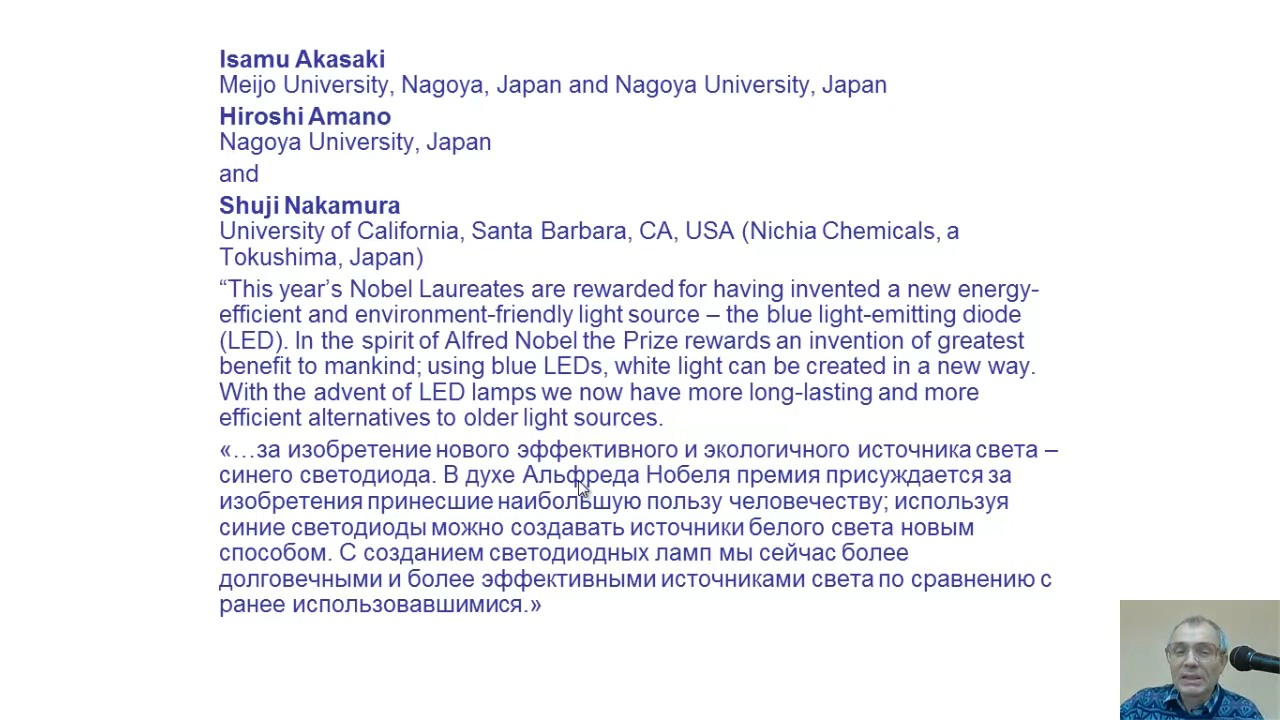 Isamu Akasaki
Meijo University, Nagoya, Japan and Nagoya University, Japan
Hiroshi Amano
Nagoya University, Japan
and
Shuji Nakamura
University of California, Santa Barbara, CA, USA (Nichia Chemicals, a
Tokushima, Japan)
“This year’s Nobel Laureates are rewarded for having invented a new energy-
efficient and environment-friendly light source – the blue light-emitting diode
(LED). In the spirit of Alfred Nobel the Prize rewards an invention of greatest
benefit to mankind; using blue LEDs, white light can be created in a new way.
With the advent of LED lamps we now have more long-lasting and more
efficient alternatives to older light sources.
«…за изобретение нового эффективного и экологичного источника света –
синего светодиода. В духе Альфреда Нобеля премия присуждается за
изобретения принесшие наибольшую пользу человечеству; используя
синие светодиоды можно создавать источники белого света новым
способом. С созданием светодиодных ламп мы сейчас более
долговечными и более эффективными источниками света по сравнению с
ранее использовавшимися.»